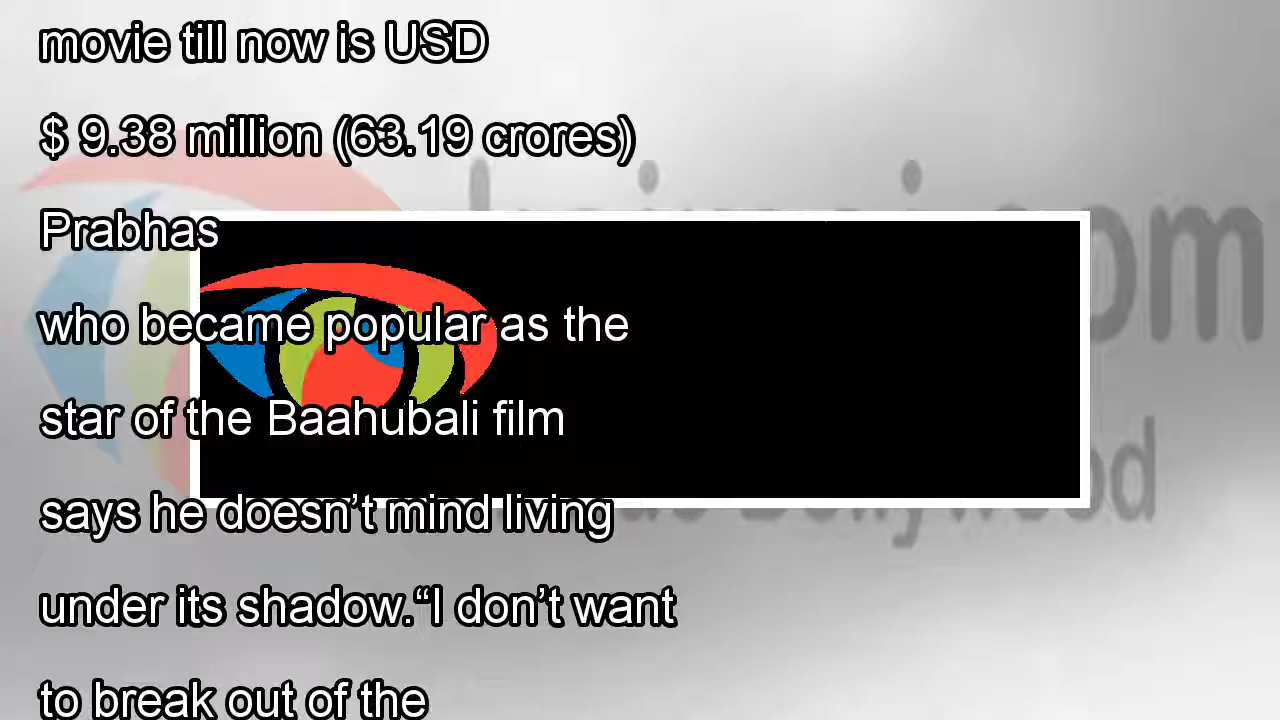 movie till now is USD
$ 9.38 million (63.19 crores)
Prabhas
who became popular as the
star of the Baahubali film
says he doesn’t mind living
under its shadow.“I don’t want
to break out of the